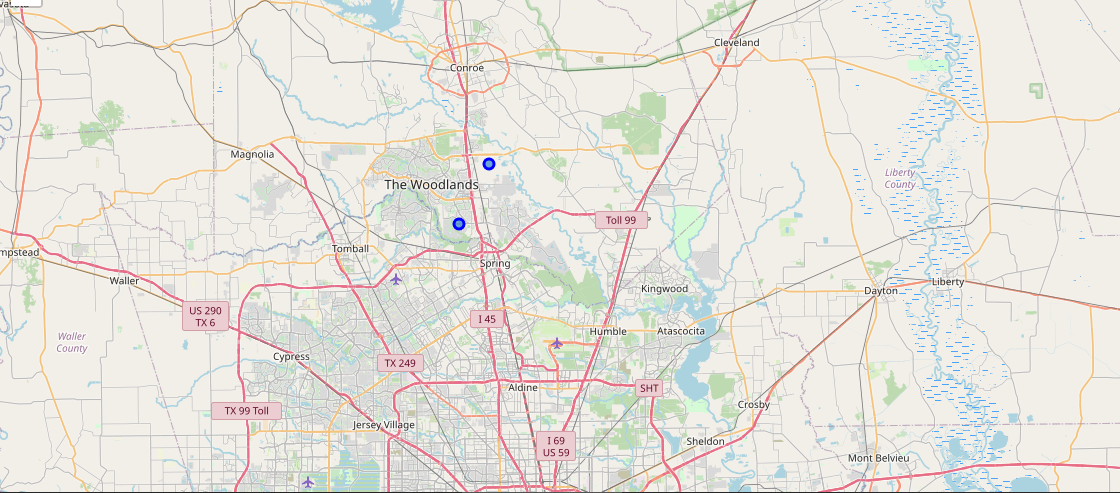 Cleveland
Conroe
Magnolia
The Woodlands
Liberty
County
Toll 99
Tomball
mpstead
Spring
Waller
Kingwood
Dayton
Liberty
US 290
TX 6
I 45
Waller
County
Humble
Atascocita
Cypress
TX 249
Aldine
SHT
TX 99 Toll
Crosby
Jersey Village
I 69
US 59
Sheldon
Mont Belvieu